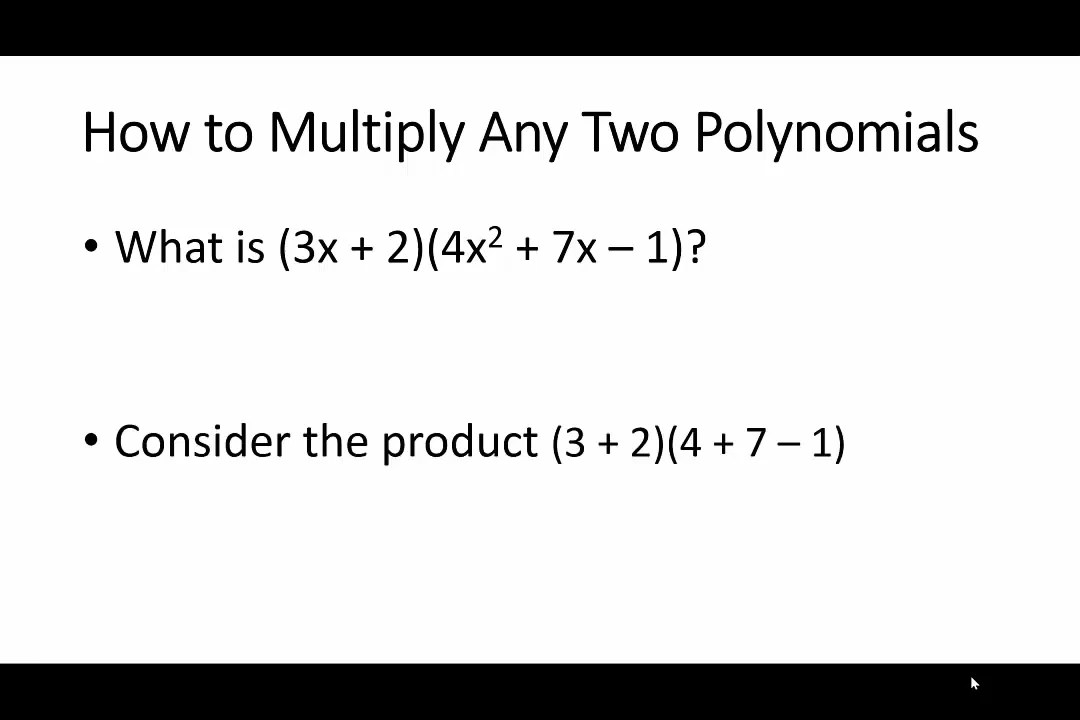 How to Multiply Any Two Polynomials
• What is (3x + 2)(4x² + 7x – 1)?
• Consider the product (3 + 2)(4 + 7 – 1)